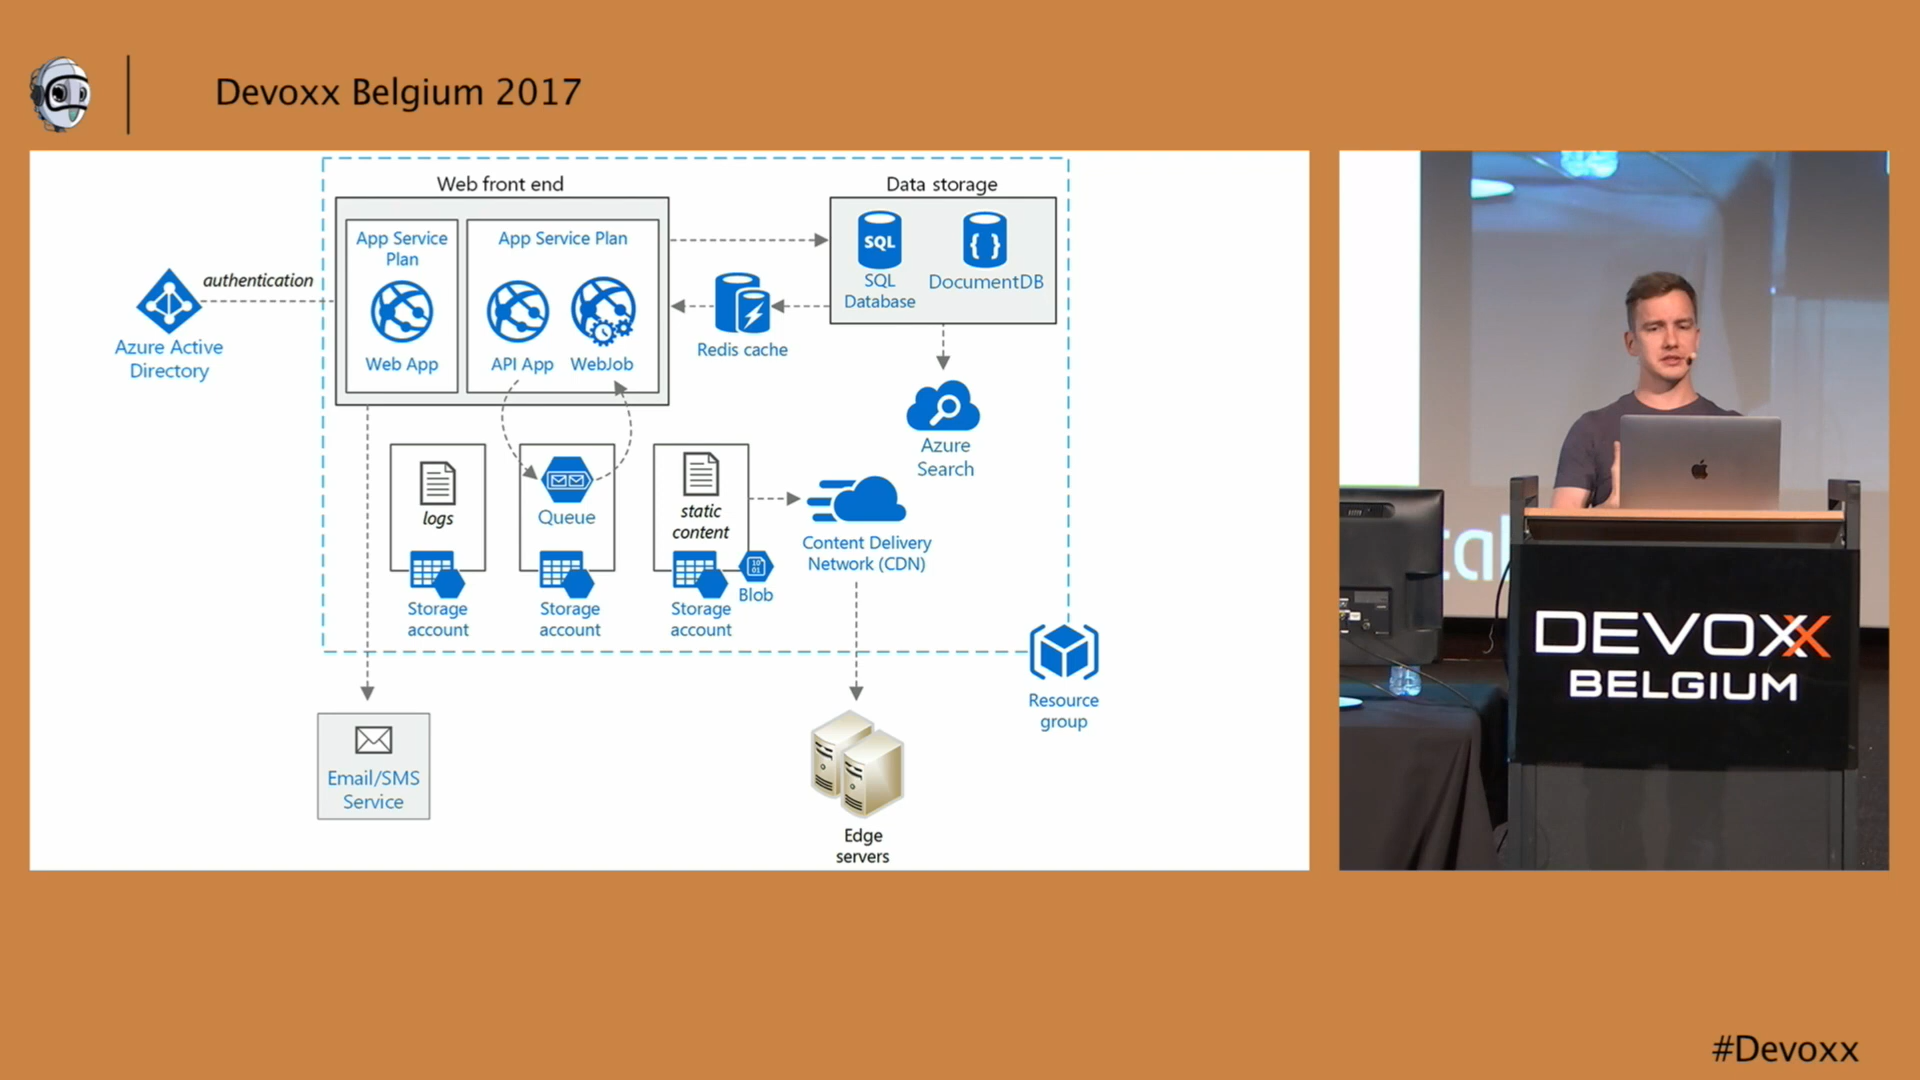 Devoxx Belgium 2017
Web front end
Data storage
App Service
Plan
App Service Plan
Web App
API App
WebJob
authentication
Azure Active
Directory
SQL
SQL
Database
{ }
DocumentDB
Redis cache
Azure
Search
logs
Storage
account
Queue
Storage
account
static
content
Storage
account
10
01
Blob
Content Delivery
Network (CDN)
Resource
group
Email/SMS
Service
Edge
servers
DEVOXX
BELGIUM
#Devoxx